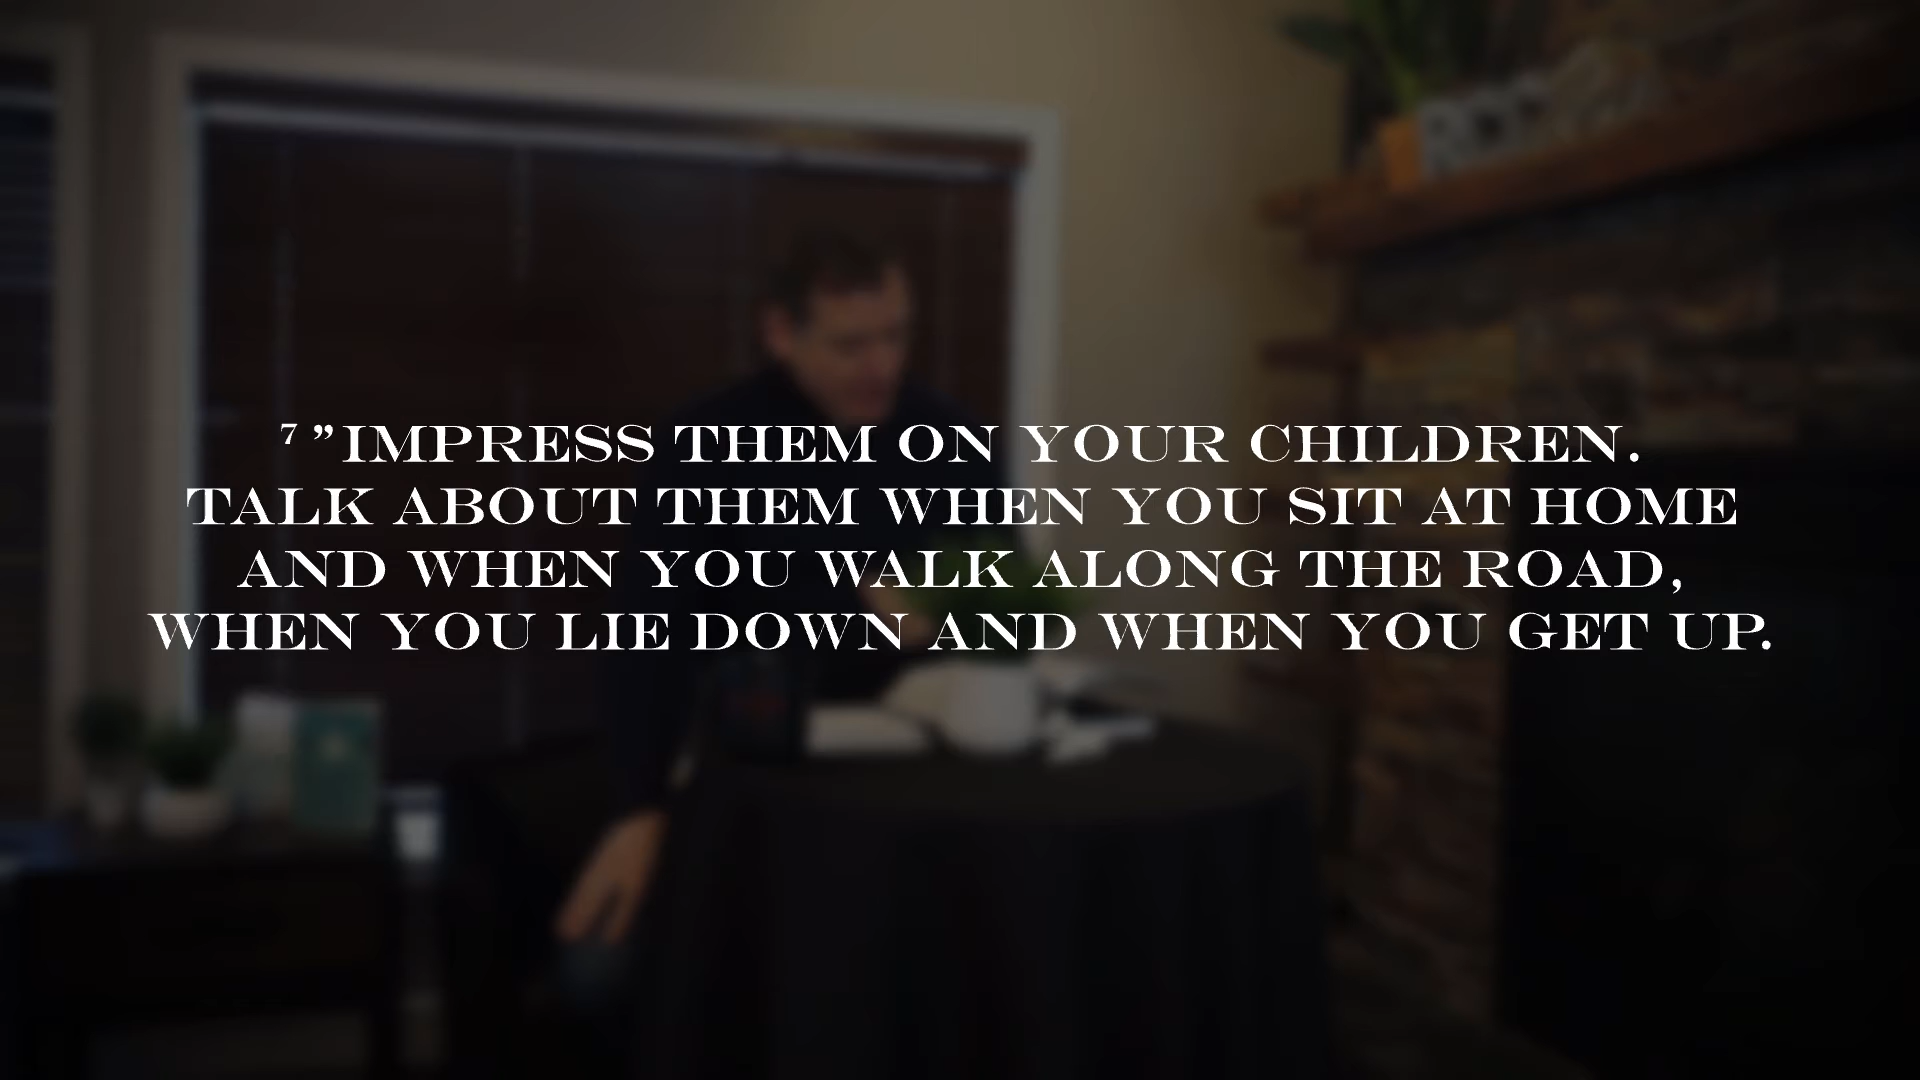 ⁷ ”IMPRESS THEM ON YOUR CHILDREN.
TALK ABOUT THEM WHEN YOU SIT AT HOME
AND WHEN YOU WALK ALONG THE ROAD,
WHEN YOU LIE DOWN AND WHEN YOU GET UP.